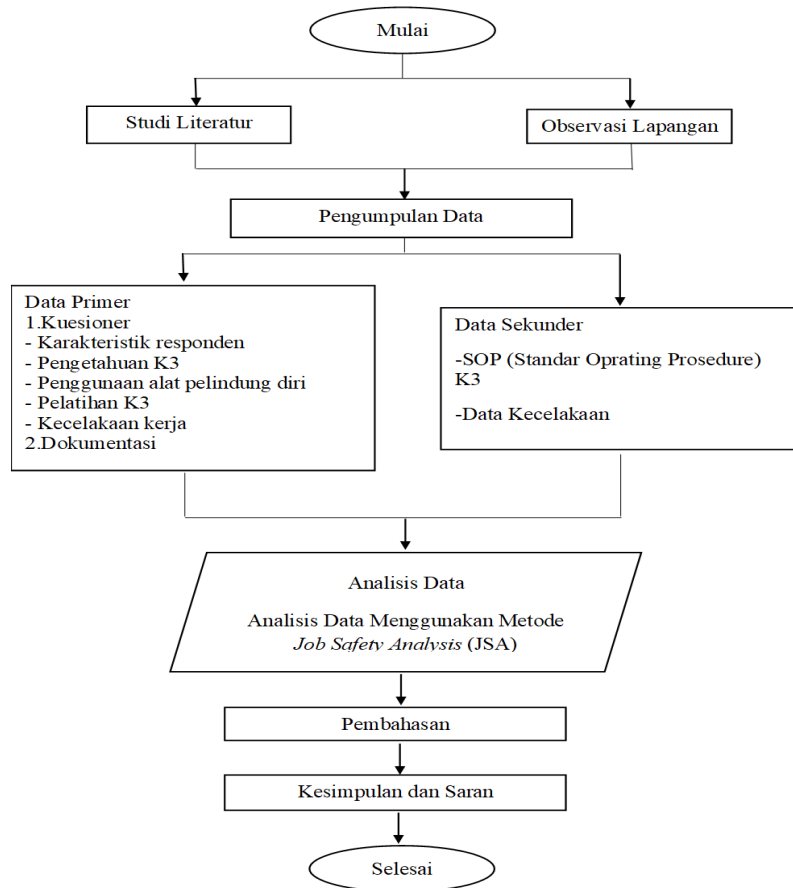 Mulai
Studi Literatur
Observasi Lapangan
Pengumpulan Data
Data Primer
1.Kuesioner
- Karakteristik responden
- Pengetahuan K3
- Penggunaan alat pelindung diri
- Pelatihan K3
- Kecelakaan kerja
2.Dokumentasi
Data Sekunder
-SOP (Standar Oprating Prosedure)
K3
-Data Kecelakaan
Analisis Data
Analisis Data Menggunakan Metode
Job Safety Analysis (JSA)
Pembahasan
Kesimpulan dan Saran
Selesai